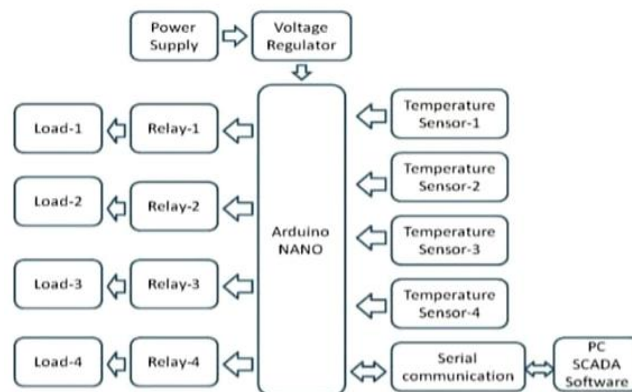 Power
Supply
Voltage
Regulator
Load-1
Relay-1
Temperature
Sensor-1
Load-2
Relay-2
Temperature
Sensor-2
Arduino
NANO
Temperature
Sensor-3
Load-3
Relay-3
Temperature
Sensor-4
Load-4
Relay-4
Serial
communication
PC
SCADA
Software